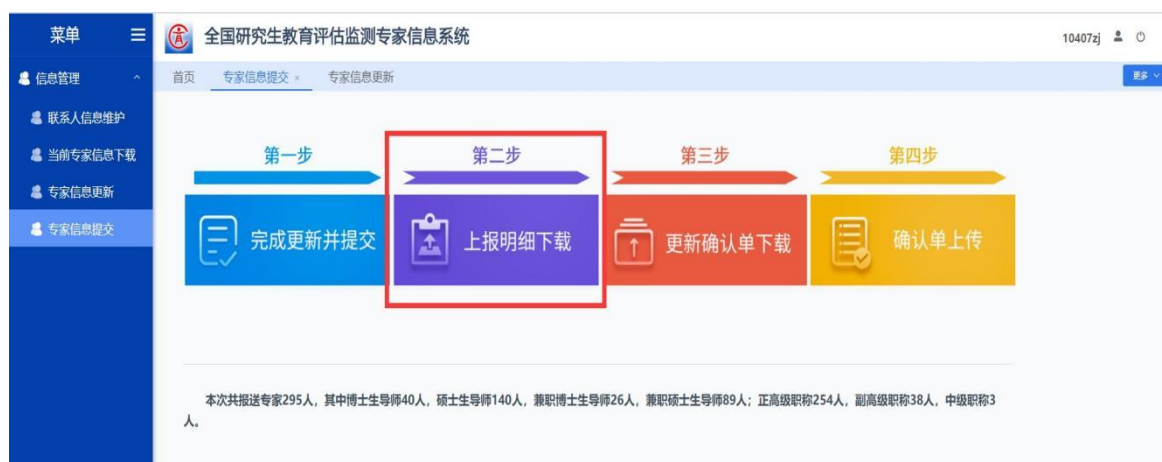 菜单
全国研究生教育评估监测专家信息系统
10407zj
信息管理
首页
专家信息提交 ×
专家信息更新
更多
联系人信息维护
当前专家信息下载
专家信息更新
专家信息提交
第一步
第二步
第三步
第四步
完成更新并提交
上报明细下载
更新确认单下载
确认单上传
本次共报送专家295人，其中博士生导师40人，硕士生导师140人，兼职博士生导师26人，兼职硕士生导师89人；正高级职称254人，副高级职称38人，中级职称3
人。